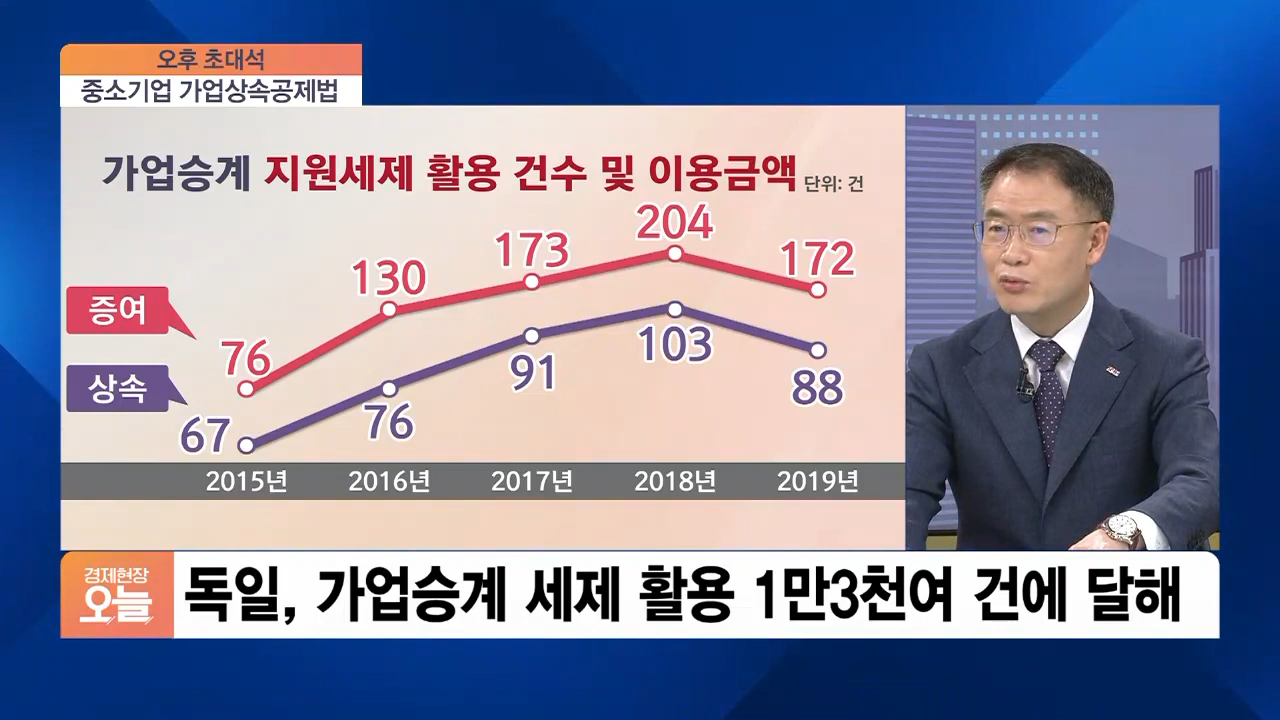 오후 초대석
중소기업 가업상속공제법
가업승계 지원세제 활용 건수 및 이용금액 단위: 건
증여
76
130
173
204
172
상속
67
76
91
103
88
2015년 2016년 2017년 2018년 2019년
경제현장
오늘
독일, 가업승계 세제 활용 1만3천여 건에 달해